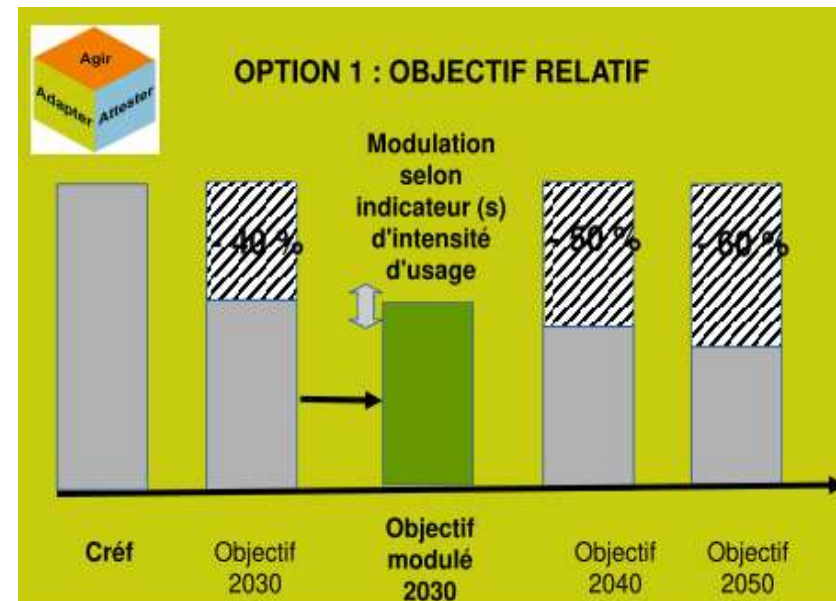 Agir
Adapter
Attester
OPTION 1 : OBJECTIF RELATIF
Modulation
selon
indicateur (s)
d'intensité
d'usage
- 40 %
- 50 %
- 60 %
Créf
Objectif
2030
Objectif
modulé
2030
Objectif
2040
Objectif
2050